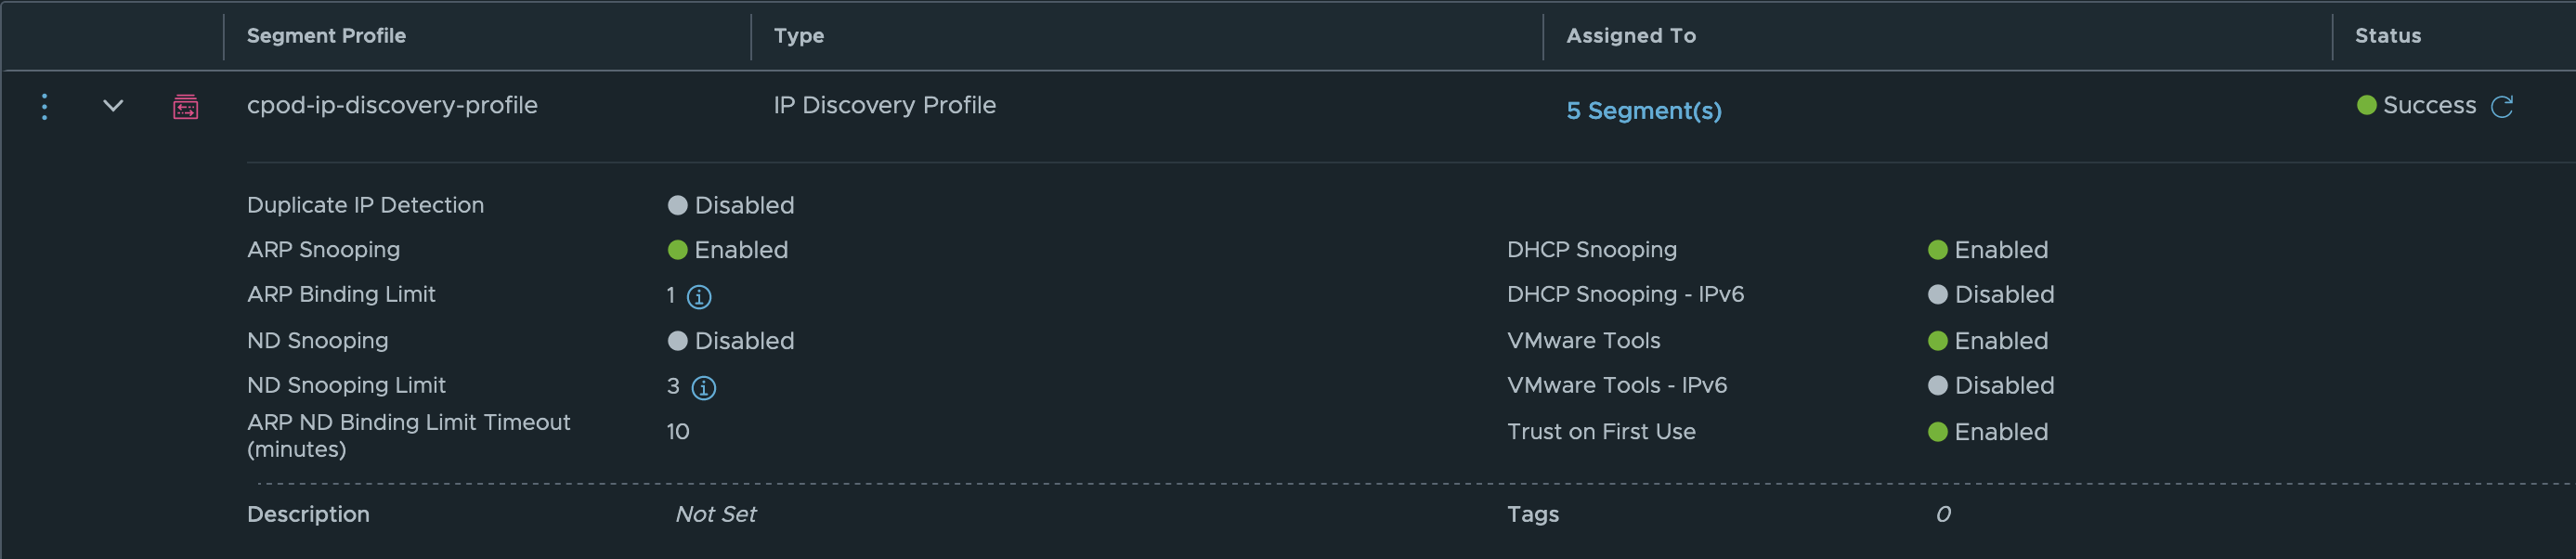 Segment Profile Type Assigned To Status
cpod-ip-discovery-profile IP Discovery Profile 5 Segment(s) Success
Duplicate IP Detection Disabled
ARP Snooping Enabled DHCP Snooping Enabled
ARP Binding Limit 1 DHCP Snooping - IPv6 Disabled
ND Snooping Disabled VMware Tools Enabled
ND Snooping Limit 3 VMware Tools - IPv6 Disabled
ARP ND Binding Limit Timeout
(minutes) 10 Trust on First Use Enabled
Description Not Set Tags 0